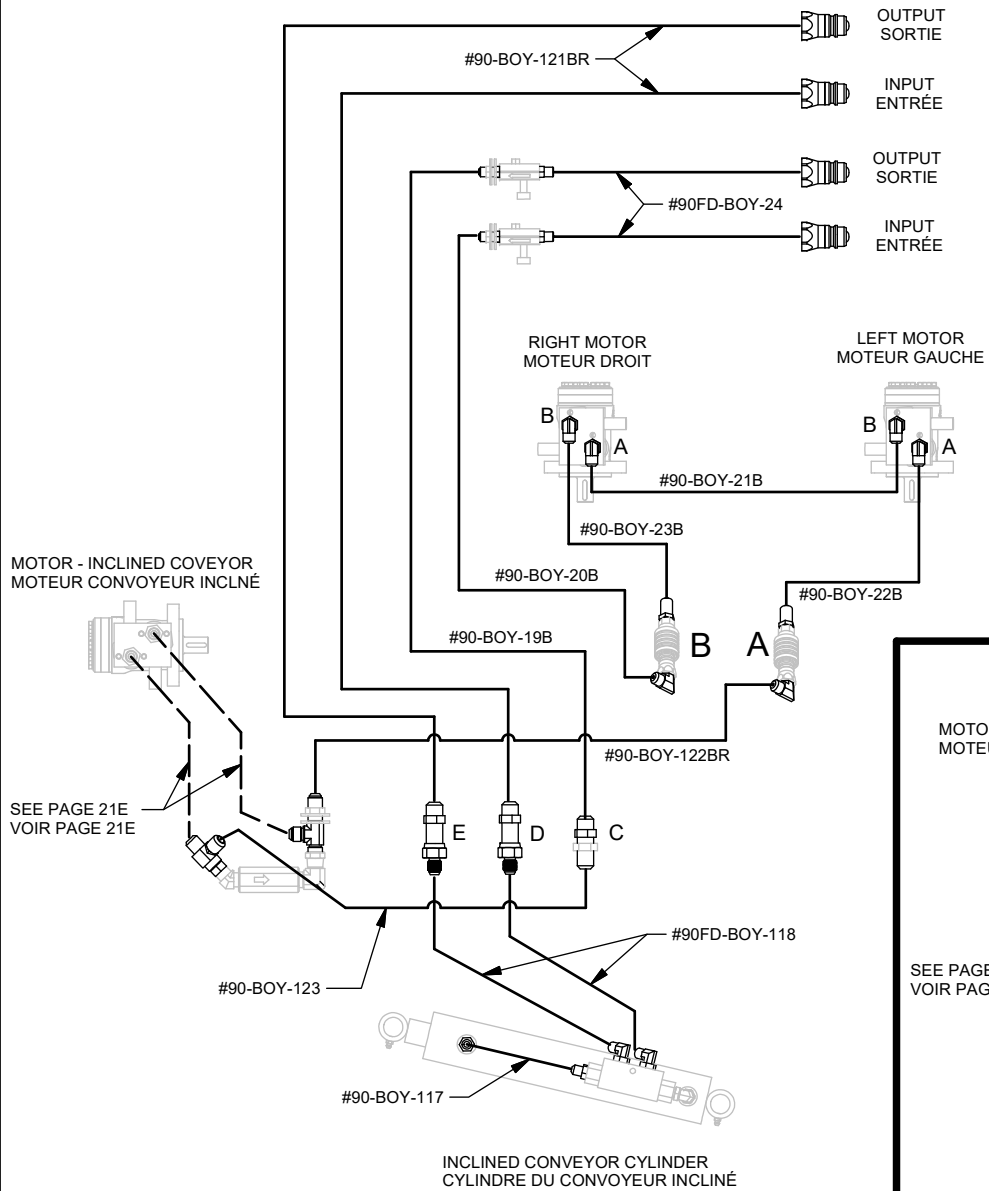 OUTPUT
SORTIE
#90-BOY-121BR
INPUT
ENTRÉE
OUTPUT
SORTIE
#90FD-BOY-24
INPUT
ENTRÉE
RIGHT MOTOR
MOTEUR DROIT
LEFT MOTOR
MOTEUR GAUCHE
B
A
B
A
#90-BOY-21B
#90-BOY-23B
MOTOR - INCLINED COVEYOR
MOTEUR CONVOYEUR INCLNÉ
#90-BOY-20B
#90-BOY-22B
#90-BOY-19B
B
A
#90-BOY-122BR
SEE PAGE 21E
VOIR PAGE 21E
E
D
C
#90FD-BOY-118
#90-BOY-123
#90-BOY-117
INCLINED CONVEYOR CYLINDER
CYLINDRE DU CONVOYEUR INCLINÉ
MOTO
MOTEU
SEE PAGE
VOIR PAG